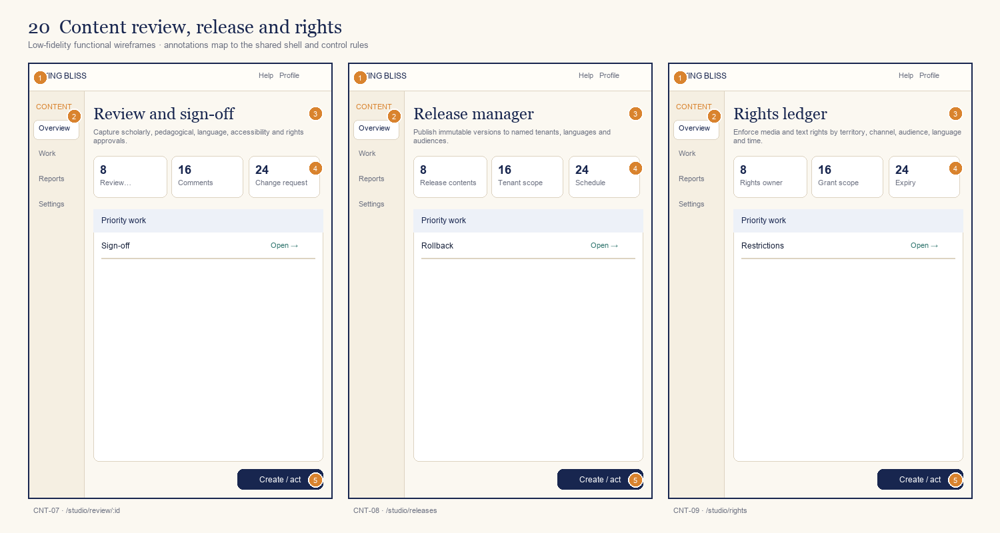 20 Content review, release and rights
Low-fidelity functional wireframes · annotations map to the shared shell and control rules
1 ING BLISS
Help Profile
CONTENT
2
Overview
Work
Reports
Settings
Review and sign-off
3
Capture scholarly, pedagogical, language, accessibility and rights
approvals.
8
Review…
16
Comments
24
Change request
4
Priority work
Sign-off
Open →
Create / act
5
CNT-07 · /studio/review/:id
1 ING BLISS
Help Profile
CONTENT
2
Overview
Work
Reports
Settings
Release manager
3
Publish immutable versions to named tenants, languages and
audiences.
8
Release contents
16
Tenant scope
24
Schedule
4
Priority work
Rollback
Open →
Create / act
5
CNT-08 · /studio/releases
1 ING BLISS
Help Profile
CONTENT
2
Overview
Work
Reports
Settings
Rights ledger
3
Enforce media and text rights by territory, channel, audience, language
and time.
8
Rights owner
16
Grant scope
24
Expiry
4
Priority work
Restrictions
Open →
Create / act
5
CNT-09 · /studio/rights